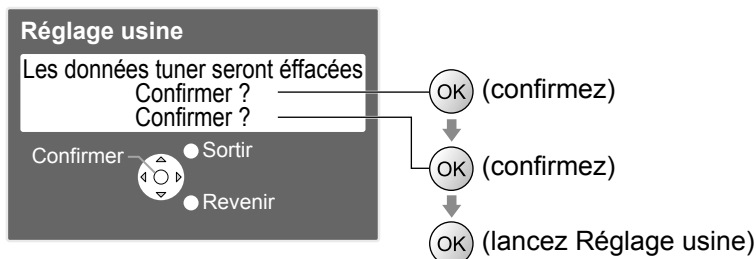 Réglage usine
Les données tuner seront éffacées
Confirmer ?
Confirmer ?
Confirmer
Sortir
Revenir
OK (confirmez)
OK (confirmez)
OK (lancez Réglage usine)